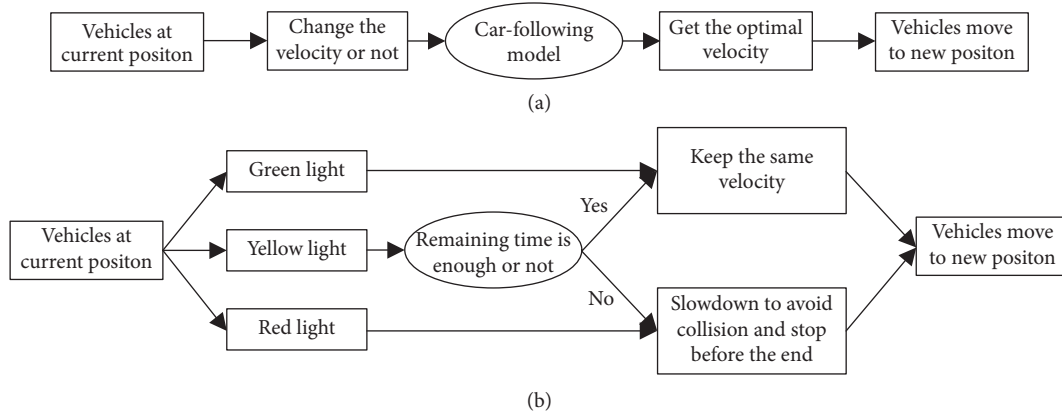 Vehicles at
current positon
Change the
velocity or not
Car-following
model
Get the optimal
velocity
Vehicles move
to new positon
(a)
Vehicles at
current positon
Green light
Yellow light
Red light
Remaining time is
enough or not
Yes
No
Keep the same
velocity
Slowdown to avoid
collision and stop
before the end
Vehicles move
to new positon
(b)